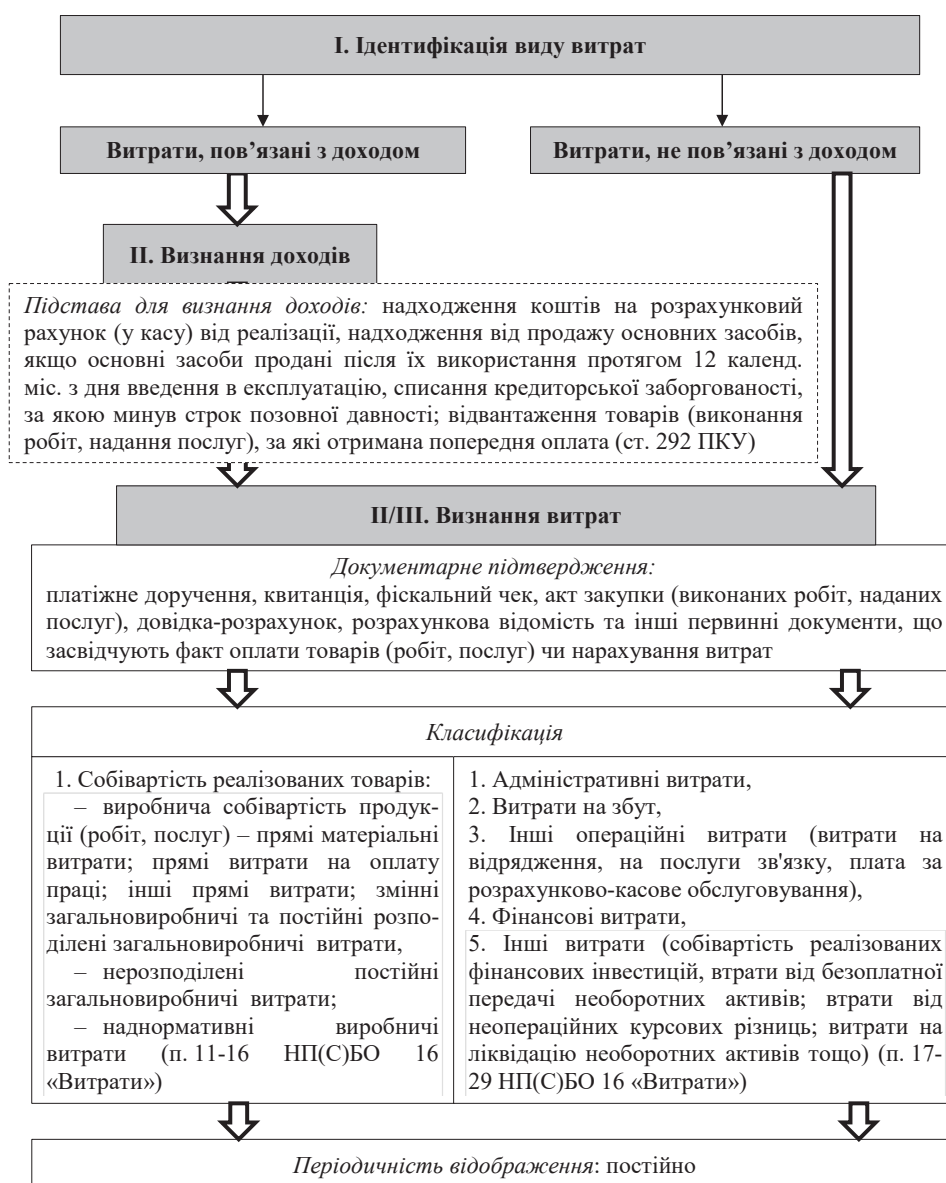 І. Ідентифікація виду витрат
Витрати, пов’язані з доходом
Витрати, не пов’язані з доходом
ІІ. Визнання доходів
Підстава для визнання доходів: надходження коштів на розрахунковий
рахунок (у касу) від реалізації, надходження від продажу основних засобів,
якщо основні засоби продані після їх використання протягом 12 календ.
міс. з дня введення в експлуатацію, списання кредиторської заборгованості,
за якою минув строк позовної давності; відвантаження товарів (виконання
робіт, надання послуг), за які отримана попередня оплата (ст. 292 ПКУ)
ІІ/ІІІ. Визнання витрат
Документарне підтвердження:
платіжне доручення, квитанція, фіскальний чек, акт закупки (виконаних робіт, наданих
послуг), довідка-розрахунок, розрахункова відомість та інші первинні документи, що
засвідчують факт оплати товарів (робіт, послуг) чи нарахування витрат
Класифікація
1. Собівартість реалізованих товарів:
– виробнича собівартість продук-
ції (робіт, послуг) – прямі матеріальні
витрати; прямі витрати на оплату
праці; інші прямі витрати; змінні
загальновиробничі та постійні розпо-
ділені загальновиробничі витрати,
– нерозподілені постійні
загальновиробничі витрати;
– наднормативні виробничі
витрати (п. 11-16 НП(С)БО 16
«Витрати»)
1. Адміністративні витрати,
2. Витрати на збут,
3. Інші операційні витрати (витрати на
відрядження, на послуги зв'язку, плата за
розрахунково-касове обслуговування),
4. Фінансові витрати,
5. Інші витрати (собівартість реалізованих
фінансових інвестицій, втрати від безоплатної
передачі необоротних активів; втрати від
неопераційних курсових різниць; витрати на
ліквідацію необоротних активів тощо) (п. 17-
29 НП(С)БО 16 «Витрати»)
Періодичність відображення: постійно